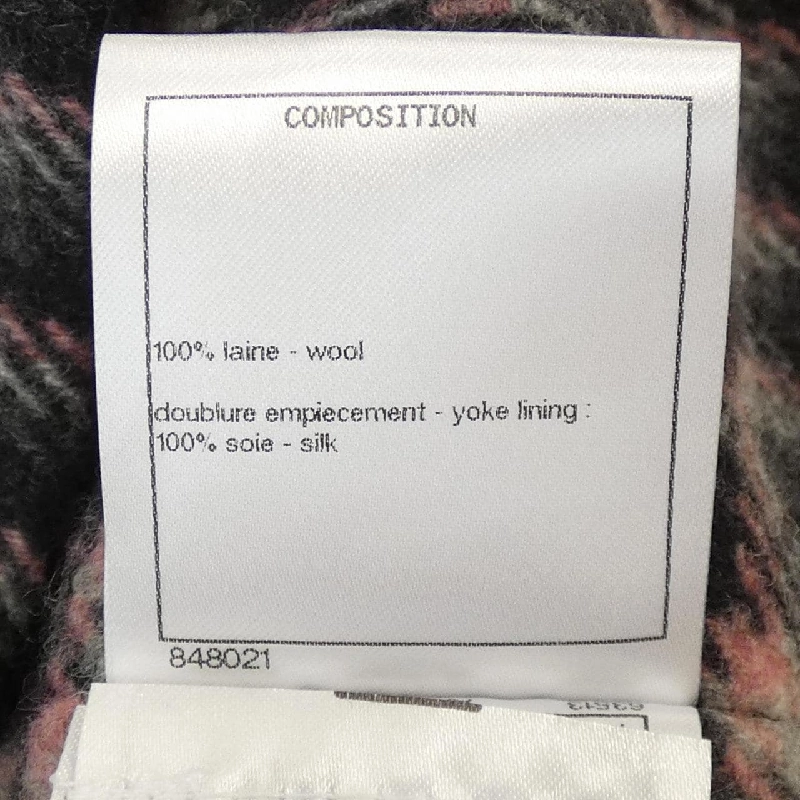 COMPOSITION
100% laine - wool
doublure empiecement - yoke lining :
100% soie - silk
848021